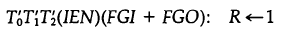 T₀′T₁′T₂′(IEN)(FGI + FGO): R ← 1